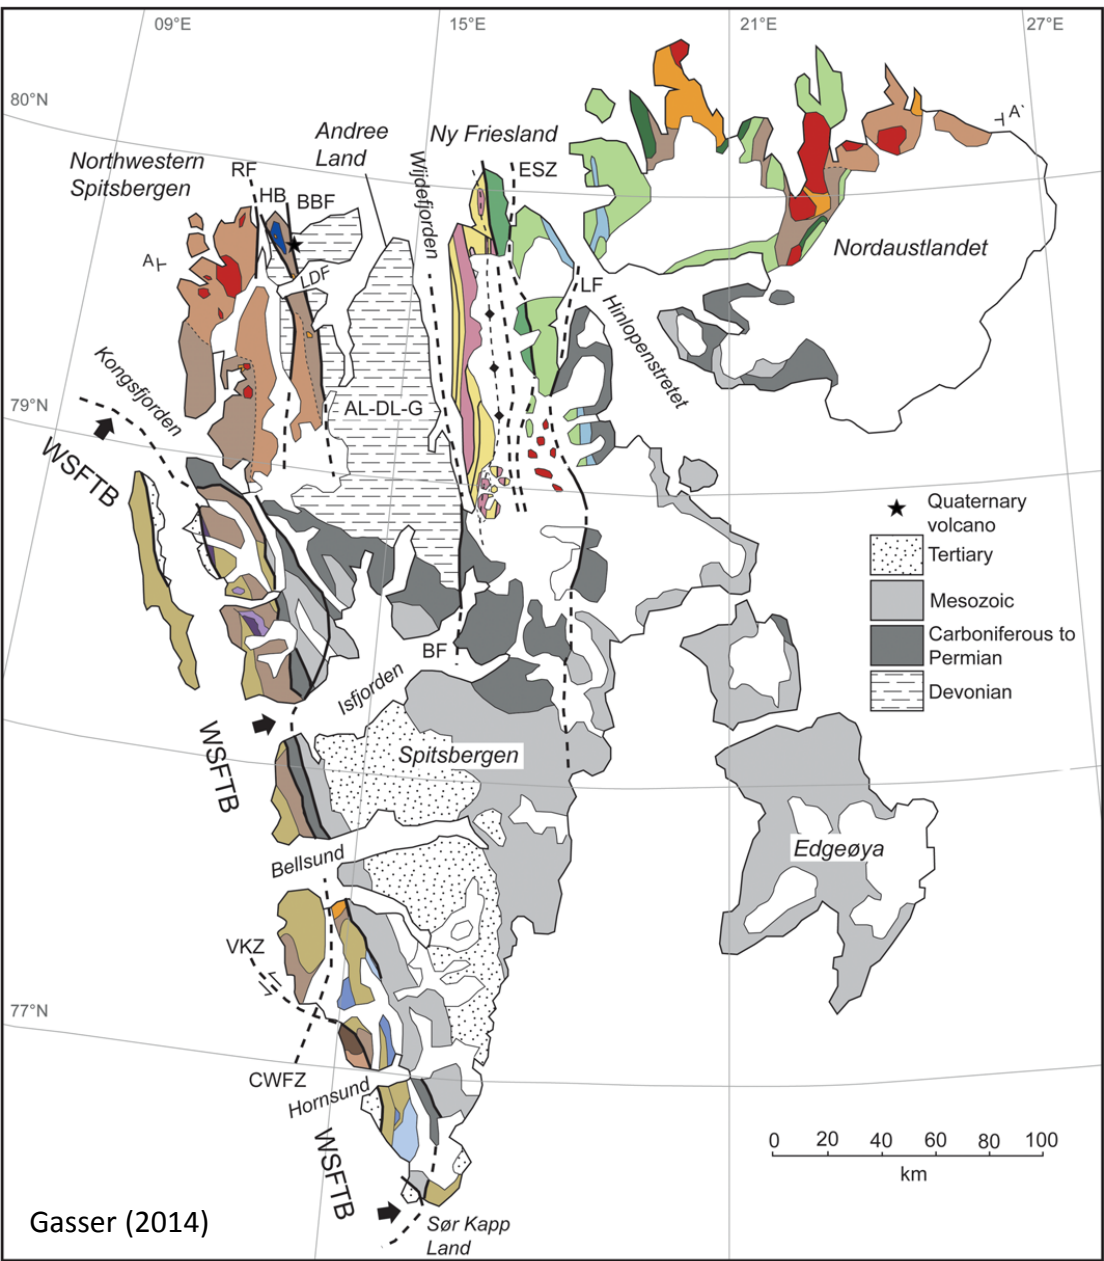 09°E
15°E
21°E
27°E
80°N
79°N
77°N
Northwestern
Spitsbergen
RF
HB
BBF
LDF
A
Andree
Land
Ny Friesland
Wijdefjorden
ESZ
LF
Hinlopenstretet
Nordaustlandet
A'
Kongsfjorden
WSFTB
AL-DL-G
BF
Isfjorden
WSFTB
Spitsbergen
Edgeøya
Bellsund
VKZ
CWFZ
Hornsund
WSFTB
Sør Kapp
Land
Quaternary
volcano
Tertiary
Mesozoic
Carboniferous to
Permian
Devonian
0 20 40 60 80 100
km
Gasser (2014)